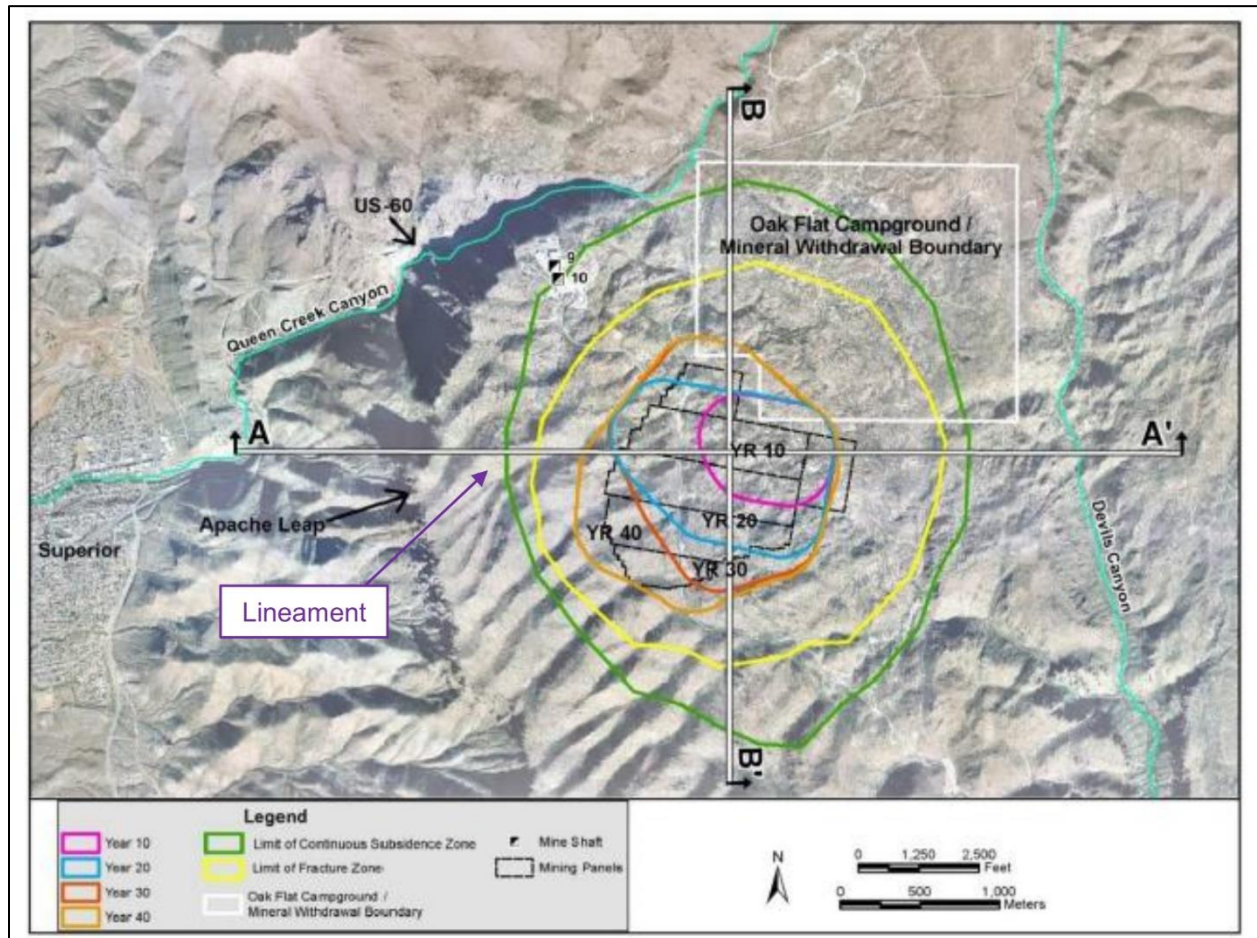 B
US-60
Oak Flat Campground /
Mineral Withdrawal Boundary
9
10
Queen Creek Canyon
A
A'
YR 10
Apache Leap
YR 20
YR 40
Superior
YR 30
Devils Canyon
Lineament
B'
Legend
Year 10
Year 20
Year 30
Year 40
Limit of Continuous Subsidence Zone
Limit of Fracture Zone
Oak Flat Campground /
Mineral Withdrawal Boundary
Mine Shaft
Mining Panels
N
0 1,250 2,500
Feet
0 500 1,000
Meters